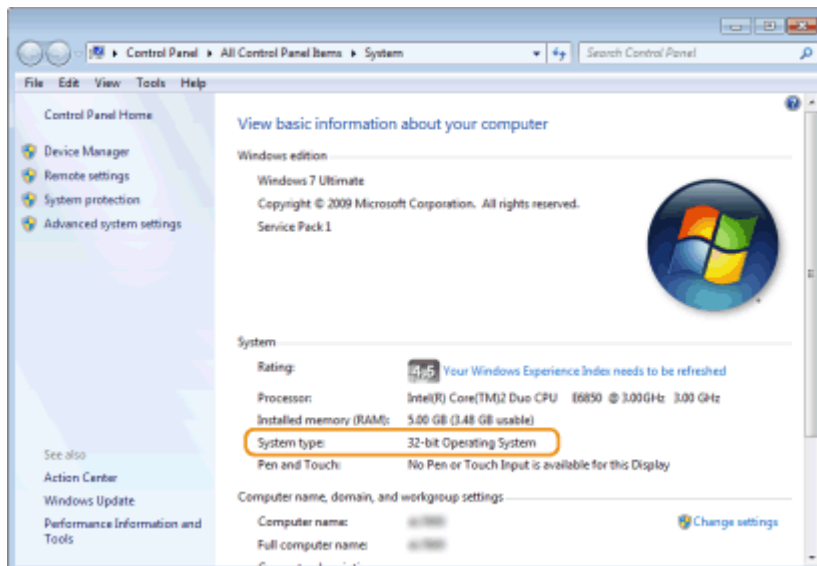 Control Panel ▸ All Control Panel Items ▸ System
Search Control Panel
File Edit View Tools Help
Control Panel Home
Device Manager
Remote settings
System protection
Advanced system settings
See also
Action Center
Windows Update
Performance Information and
Tools
View basic information about your computer
Windows edition
Windows 7 Ultimate
Copyright © 2009 Microsoft Corporation. All rights reserved.
Service Pack 1
System
Rating: 4,5 Your Windows Experience Index needs to be refreshed
Processor: Intel(R) Core(TM)2 Duo CPU E6850 @ 3.00GHz 3.00 GHz
Installed memory (RAM): 5.00 GB (3.48 GB usable)
System type: 32-bit Operating System
Pen and Touch: No Pen or Touch Input is available for this Display
Computer name, domain, and workgroup settings
Computer name:
Change settings
Full computer name: